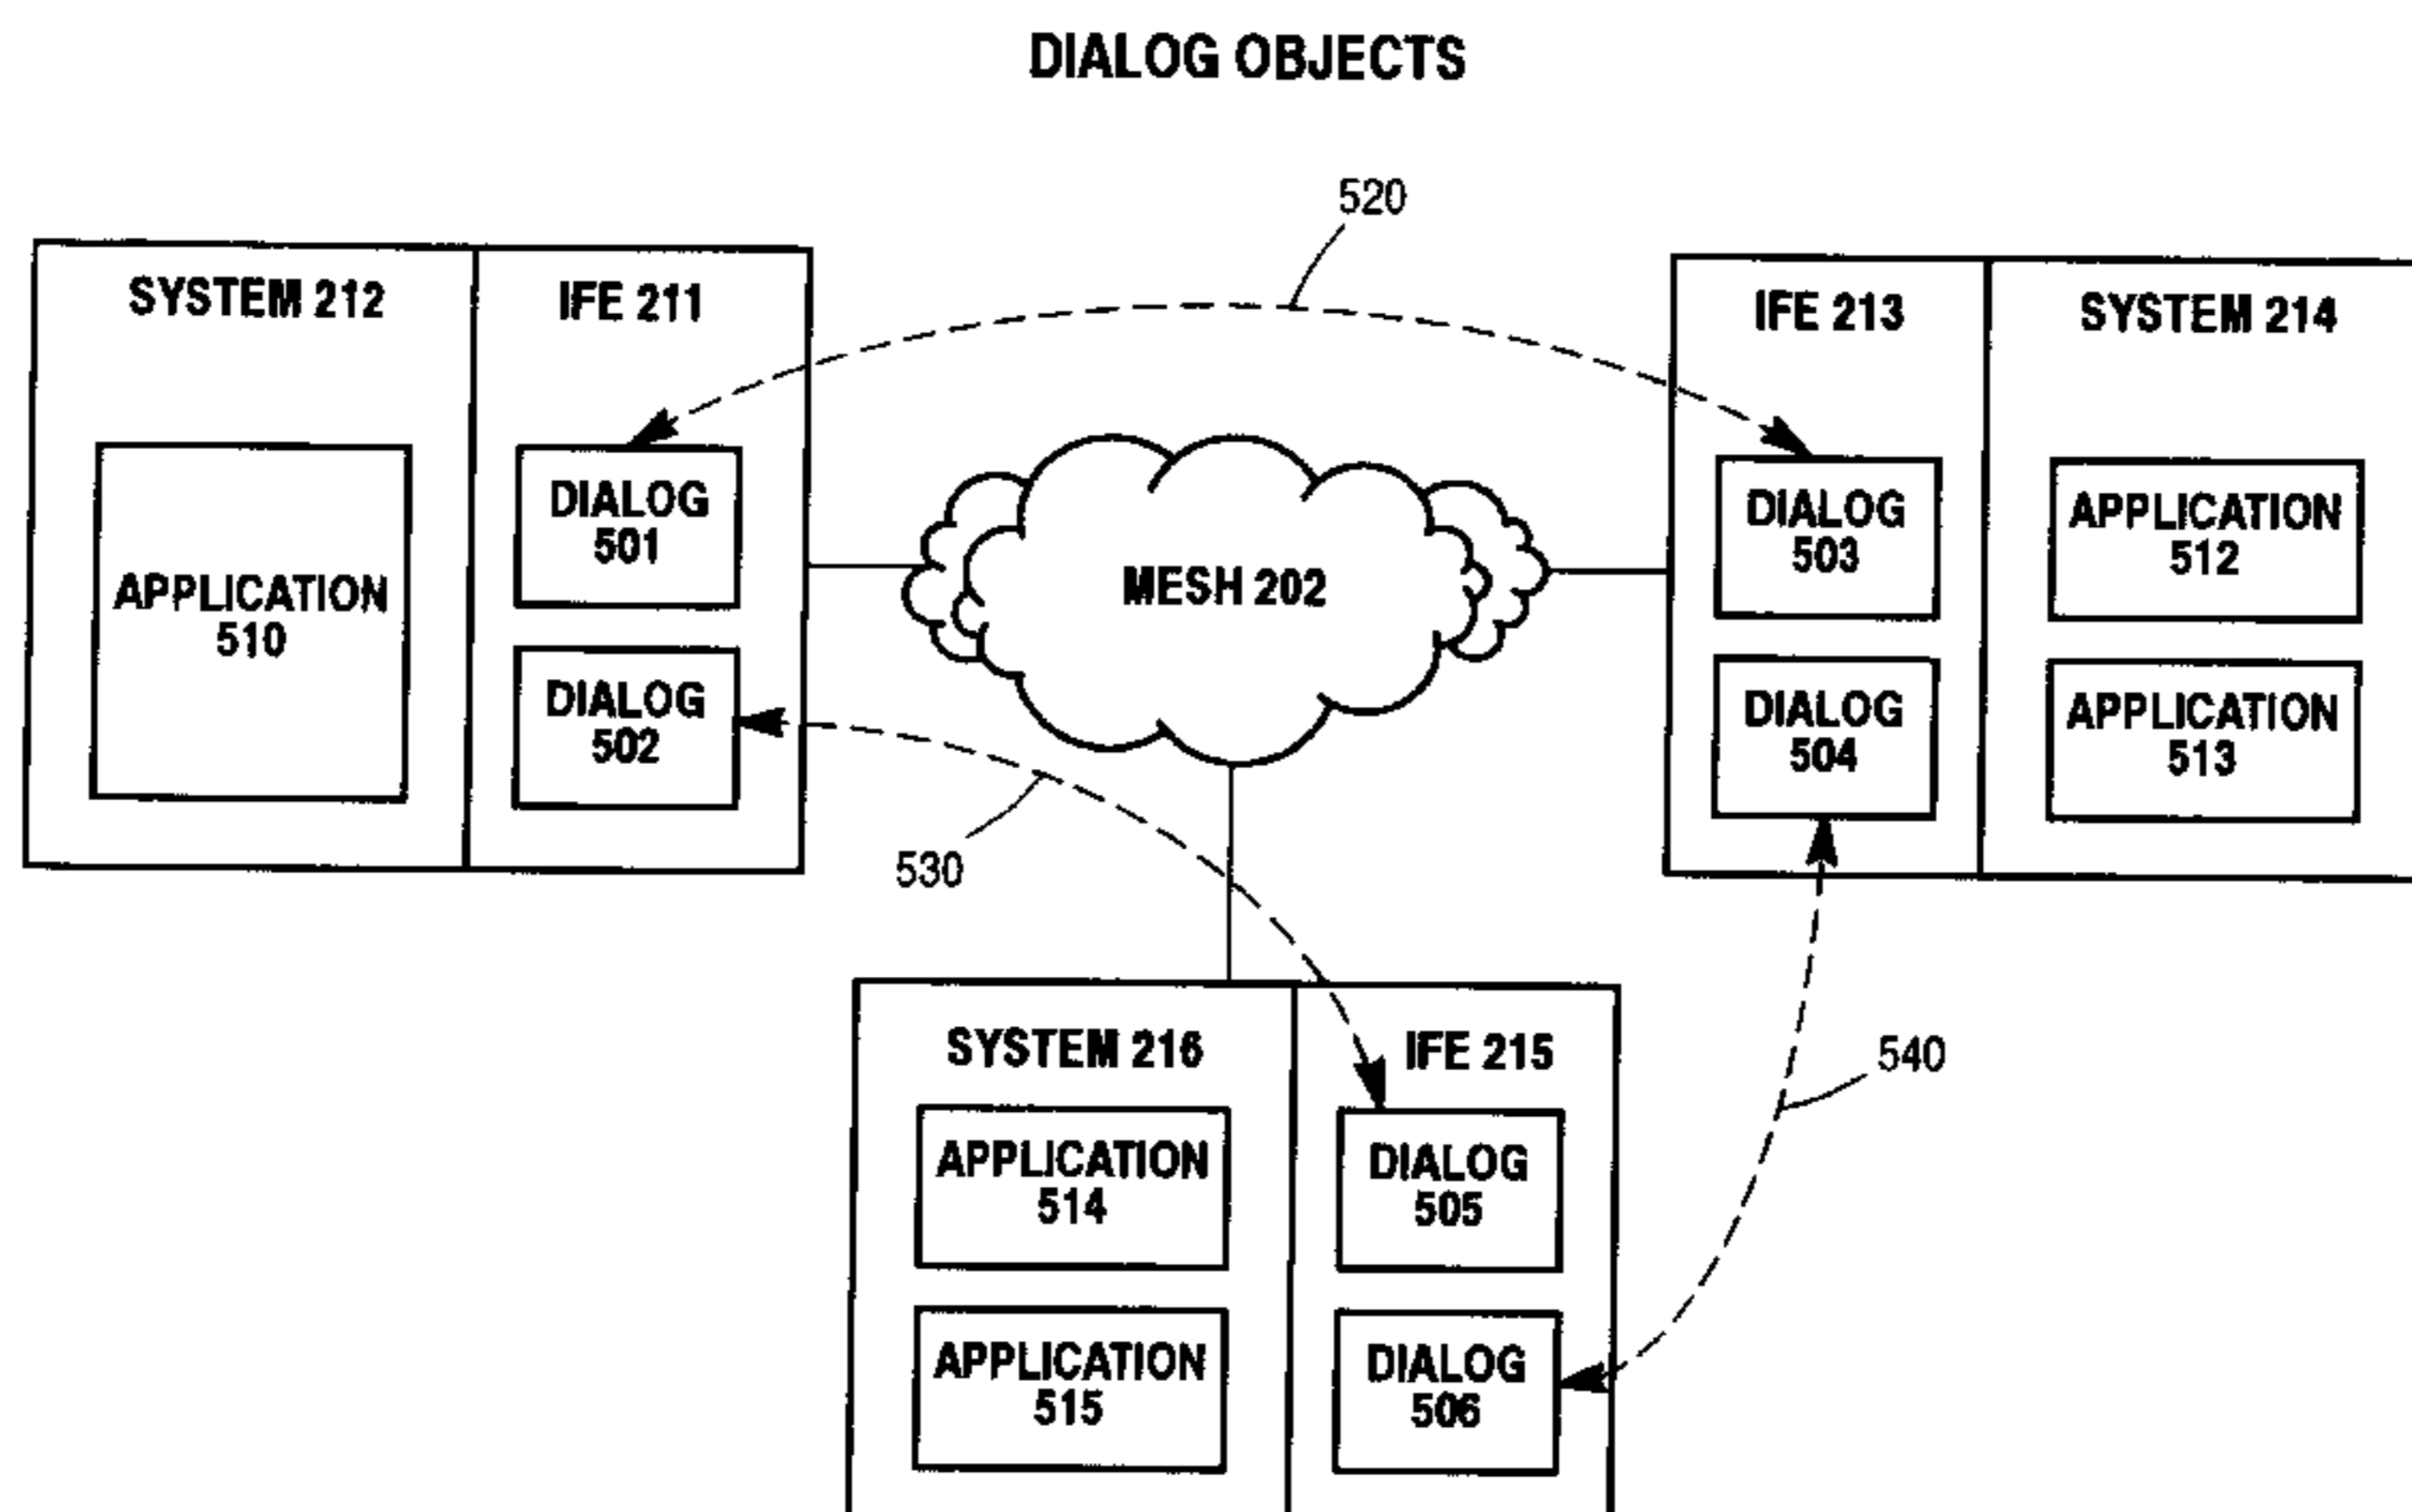 DIALOG OBJECTS
520
SYSTEM 212
IFE 211
IFE 213
SYSTEM 214
APPLICATION
510
DIALOG
501
DIALOG
502
MESH 202
DIALOG
503
DIALOG
504
APPLICATION
512
APPLICATION
513
530
SYSTEM 216
IFE 215
540
APPLICATION
514
DIALOG
505
APPLICATION
515
DIALOG
506